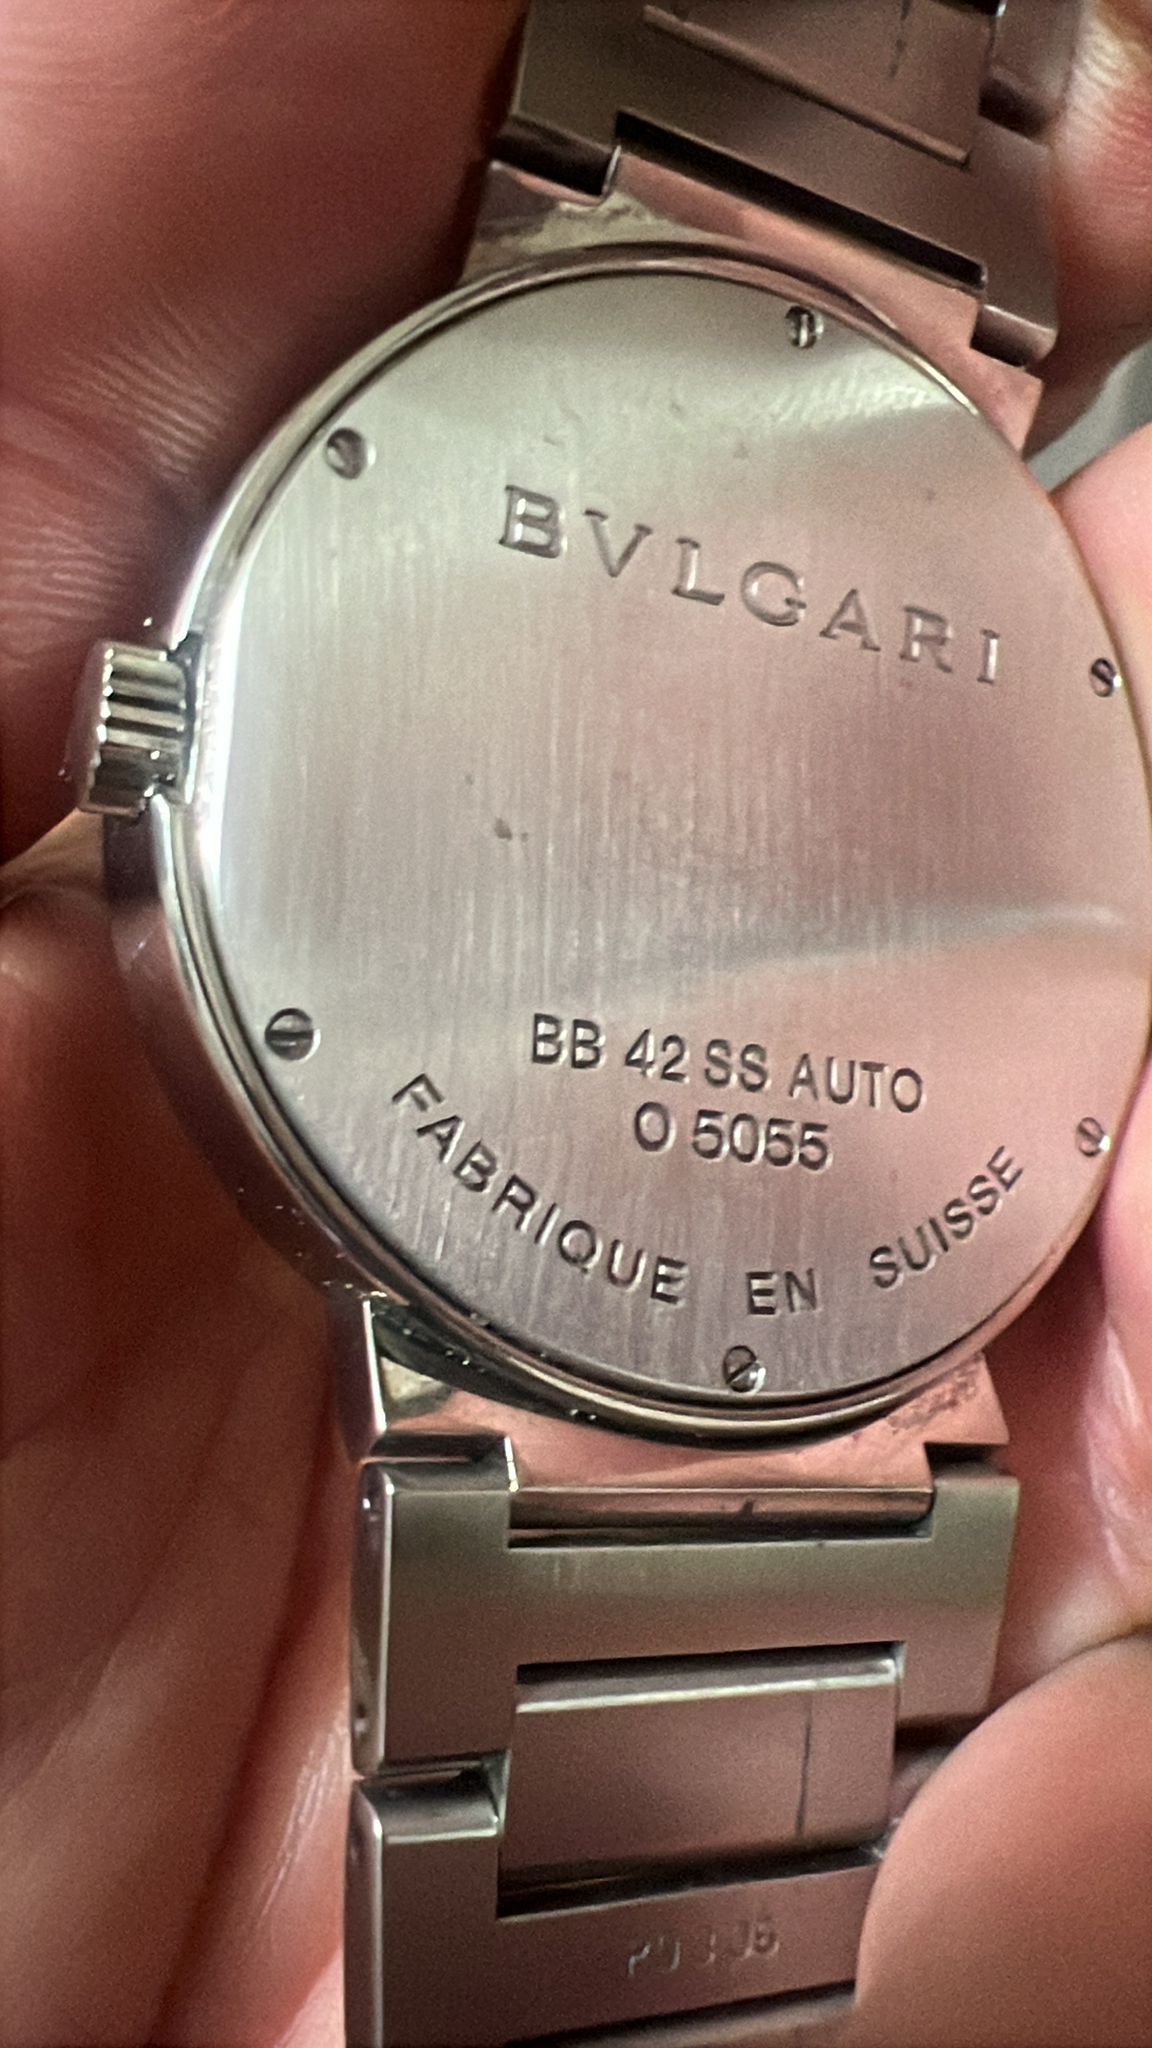 BVLGARI
BB 42 SS AUTO
O 5055
FABRIQUE EN SUISSE